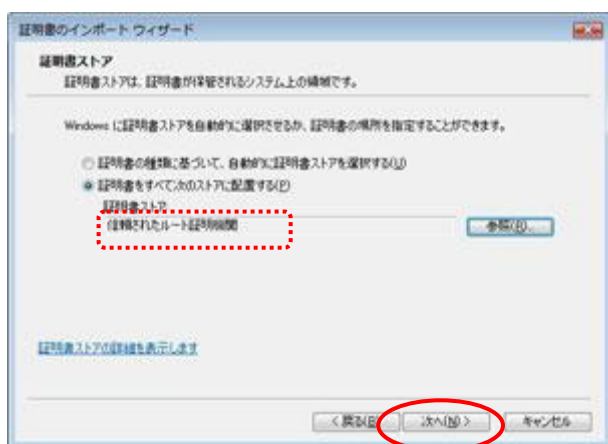 証明書のインポート ウィザード
証明書ストア
証明書ストアは、証明書が保管されるシステム上の領域です。
Windows に証明書ストアを自動的に選択させるか、証明書の場所を指定することができます。
証明書の種類に基づいて、自動的に証明書ストアを選択する(U)
証明書をすべて次のストアに配置する(P)
証明書ストア:
信頼されたルート証明機関
参照(R)...
証明書ストアの詳細を表示します
< 戻る(B)
次へ(N) >
キャンセル